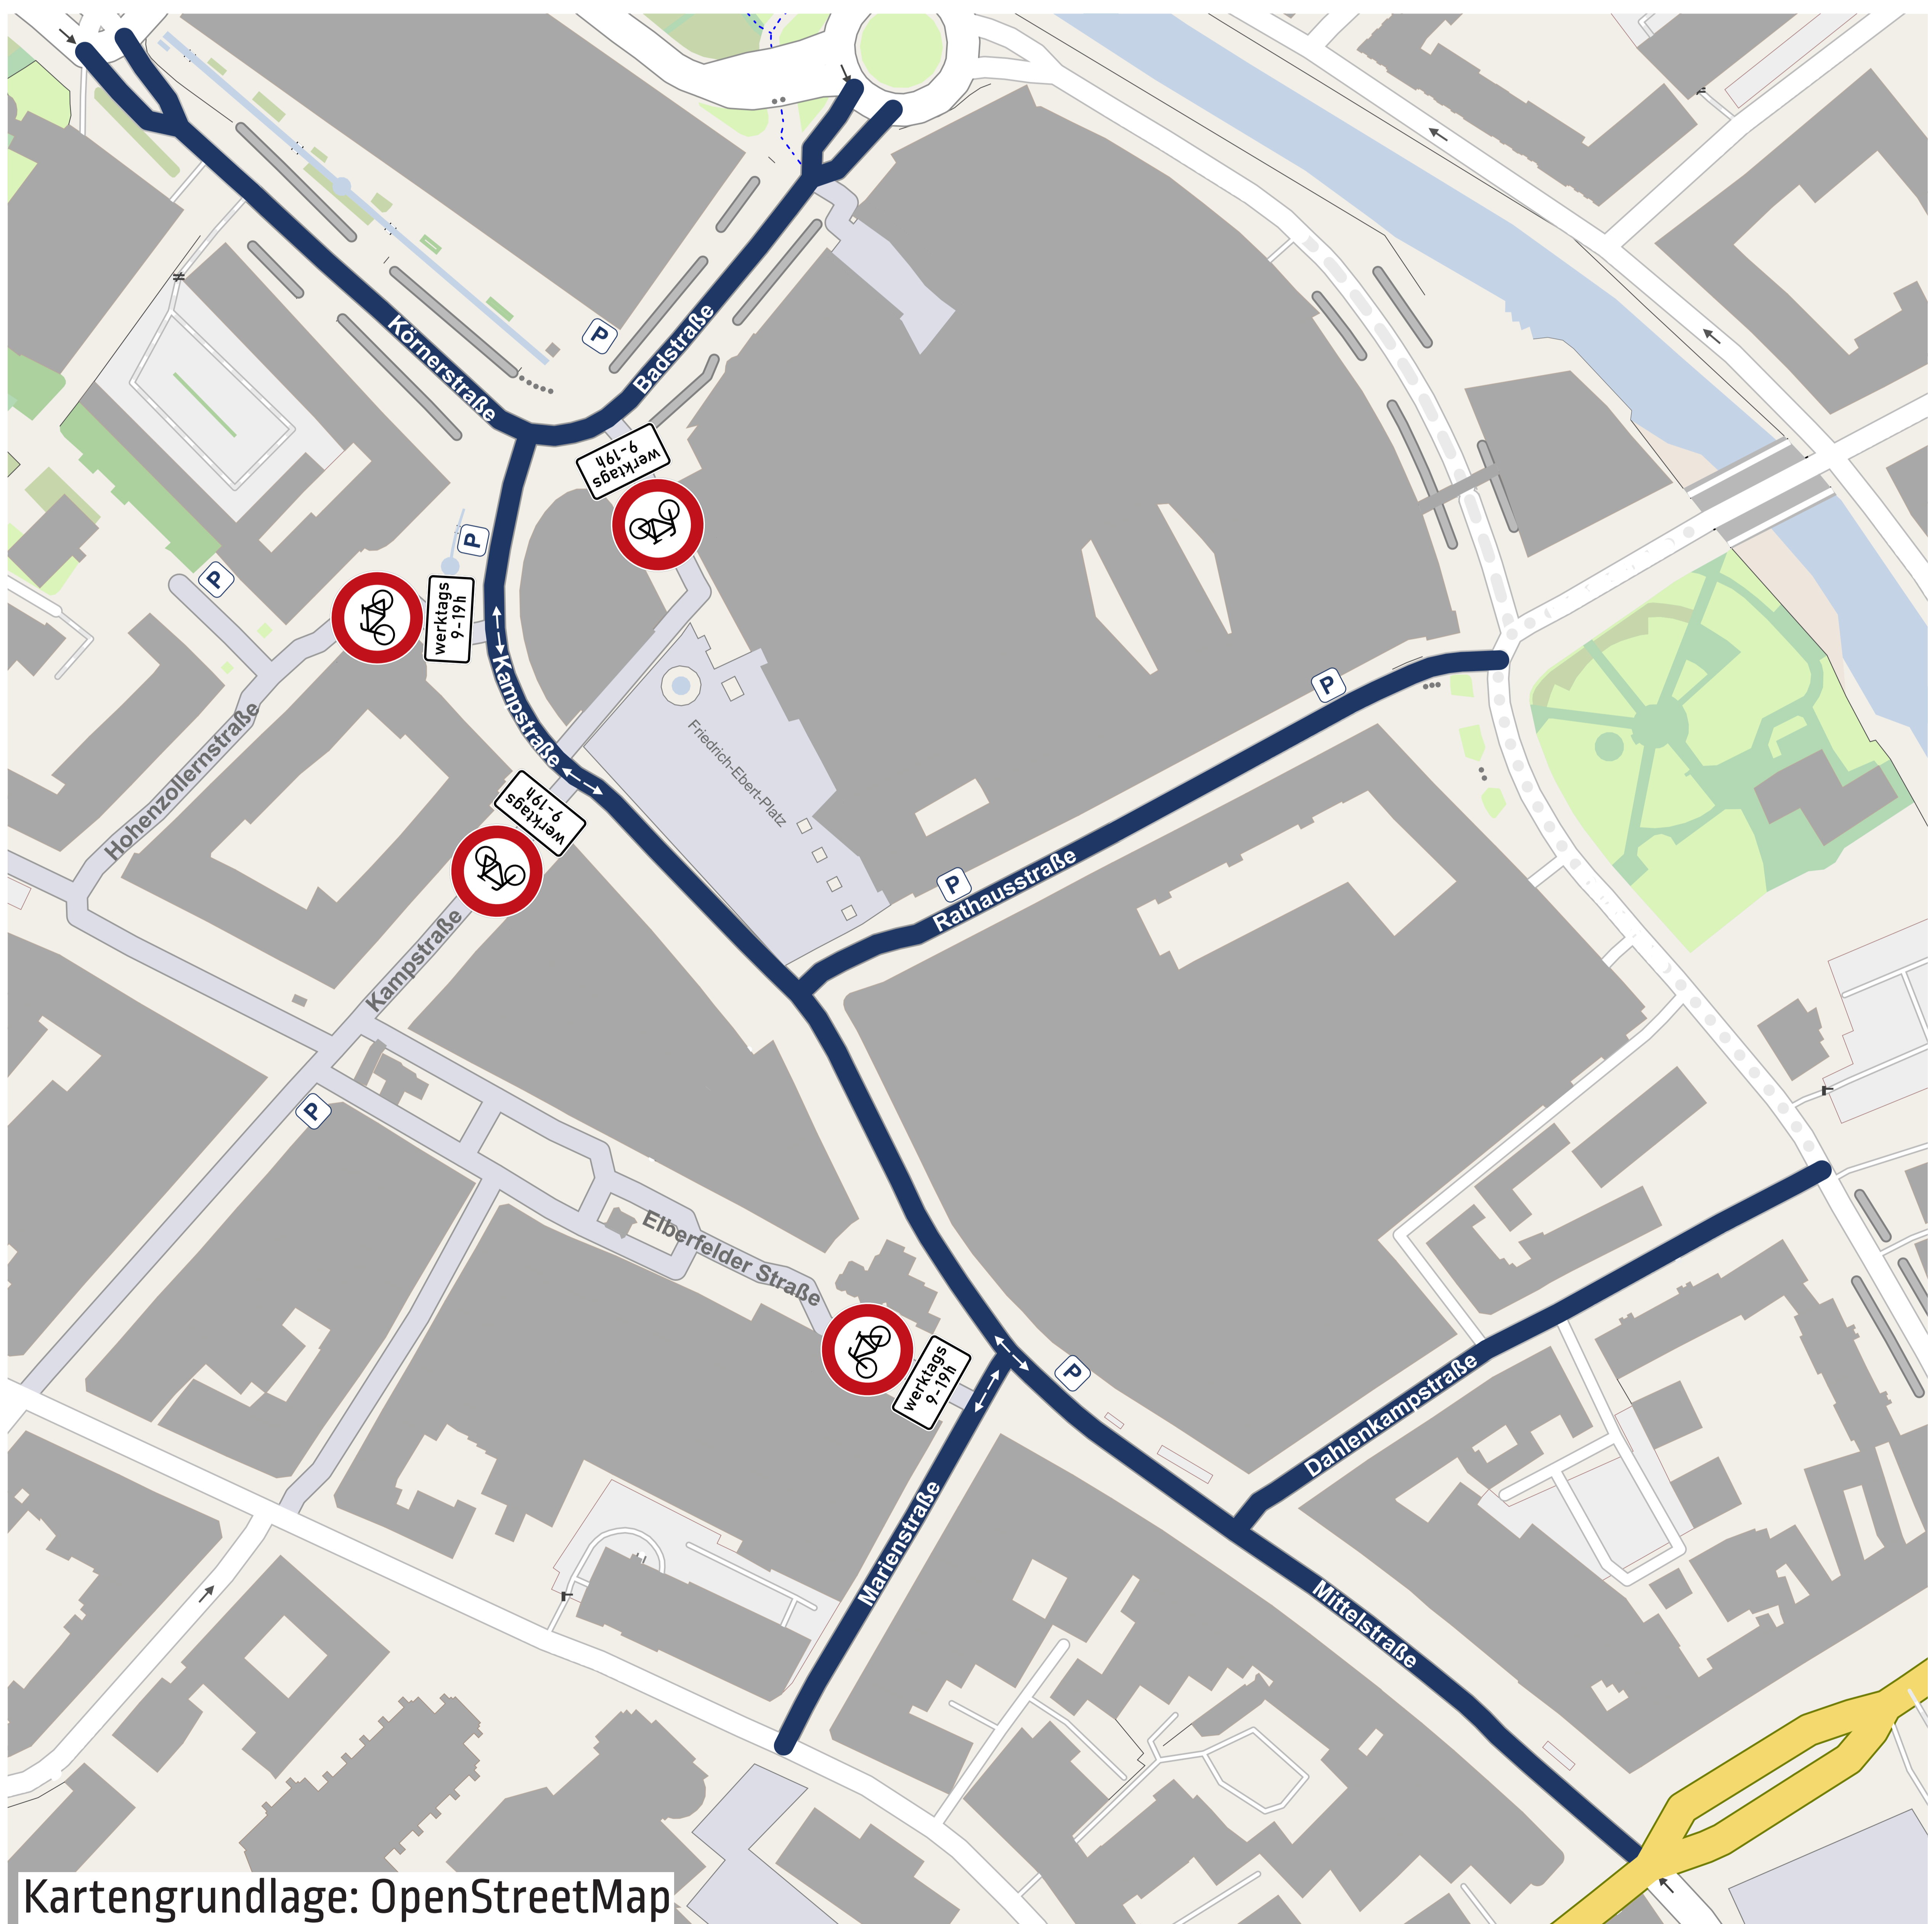 P
Körnerstraße
Badstraße
werktags
9-19h
P
P
werktags
9-19h
Kampstraße
P
Friedrich-Ebert-Platz
Hohenzollernstraße
werktags
9-19h
P
Rathausstraße
Kampstraße
P
Elberfelder Straße
werktags
9-19h
P
Dahlenkampstraße
Marienstraße
Mittelstraße
Kartengrundlage: OpenStreetMap